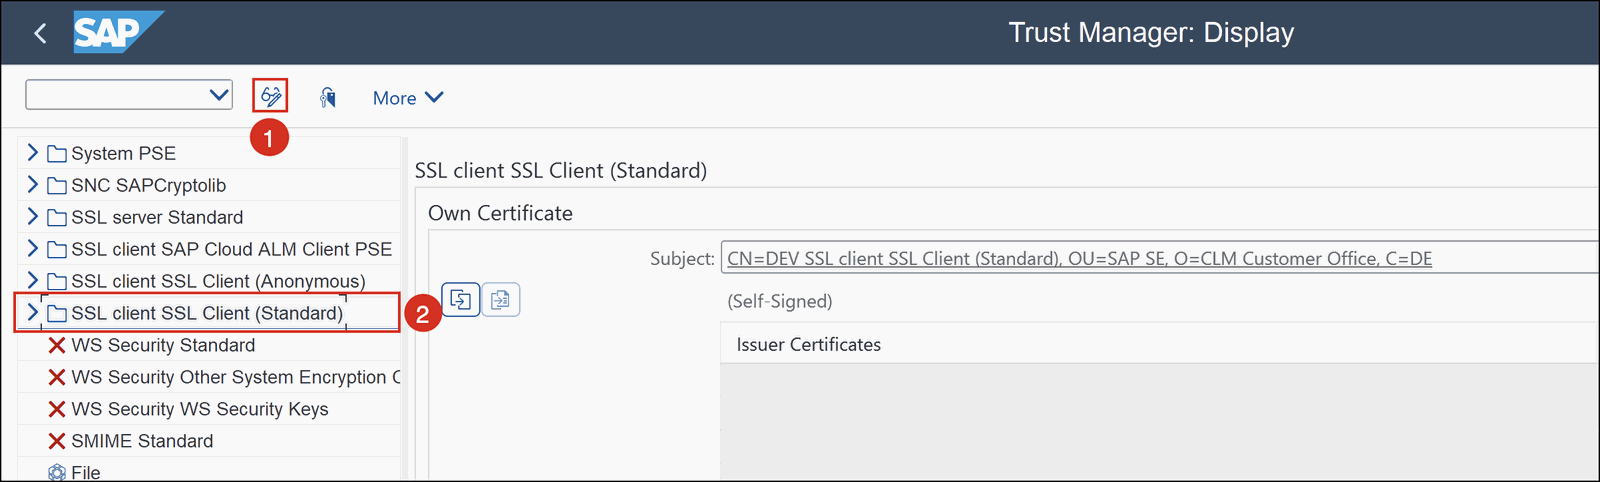 SAP
Trust Manager: Display
More
1
System PSE
SNC SAPCryptolib
SSL server Standard
SSL client SAP Cloud ALM Client PSE
SSL client SSL Client (Anonymous)
SSL client SSL Client (Standard)
2
WS Security Standard
WS Security Other System Encryption C
WS Security WS Security Keys
SMIME Standard
File
SSL client SSL Client (Standard)
Own Certificate
Subject: CN=DEV SSL client SSL Client (Standard), OU=SAP SE, O=CLM Customer Office, C=DE
(Self-Signed)
Issuer Certificates